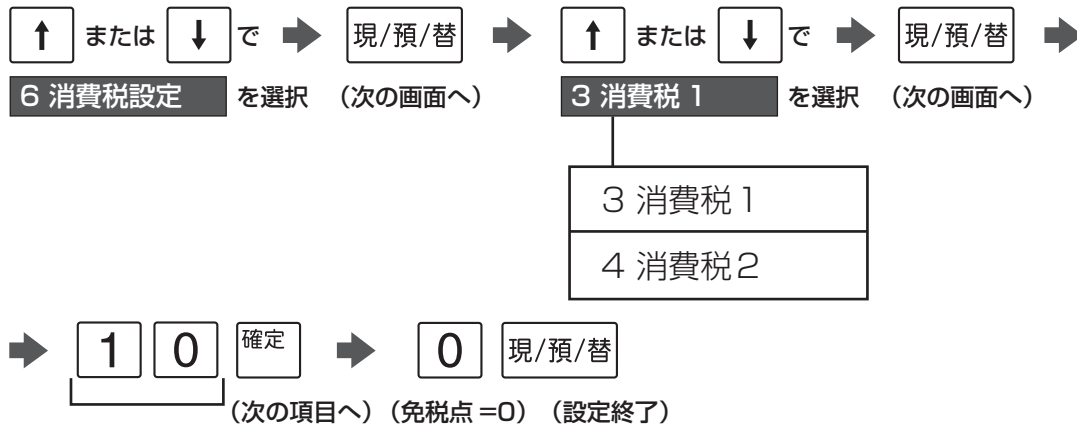 ↑ または ↓ で ➡ 現/預/替 ➡ ↑ または ↓ で ➡ 現/預/替 ➡
6 消費税設定 を選択 （次の画面へ） 3 消費税 1 を選択 （次の画面へ）
3 消費税1
4 消費税2
➡ 1 0 確定 ➡ 0 現/預/替
（次の項目へ）（免税点=0）（設定終了）